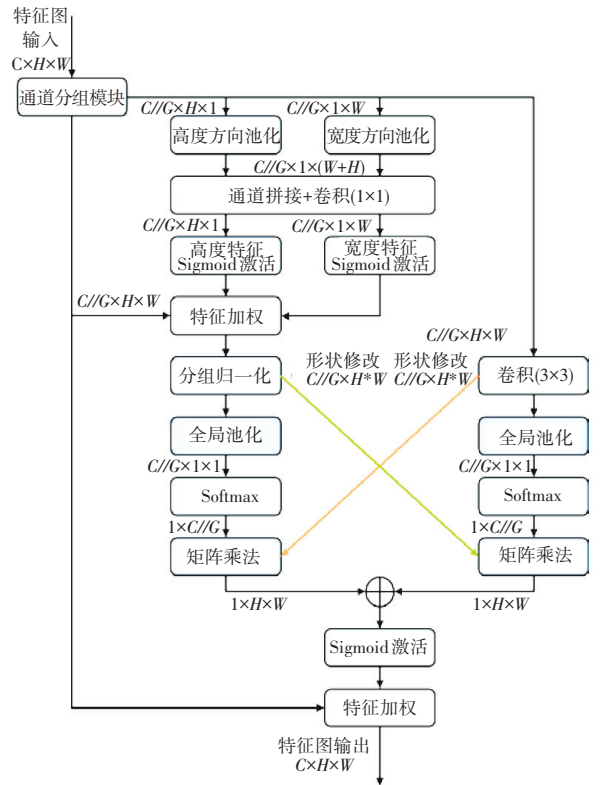 特征图
输入
C×H×W
通道分组模块
C//G×H×1
C//G×1×W
高度方向池化
宽度方向池化
C//G×1×(W+H)
通道拼接+卷积(1×1)
C//G×H×1
C//G×1×W
高度特征
Sigmoid激活
宽度特征
Sigmoid激活
C//G×H×W
特征加权
C//G×H×W
分组归一化
形状修改
C//G×H*W
形状修改
C//G×H*W
卷积(3×3)
全局池化
全局池化
C//G×1×1
C//G×1×1
Softmax
Softmax
1×C//G
1×C//G
矩阵乘法
矩阵乘法
1×H×W
1×H×W
Sigmoid激活
特征加权
特征图输出
C×H×W